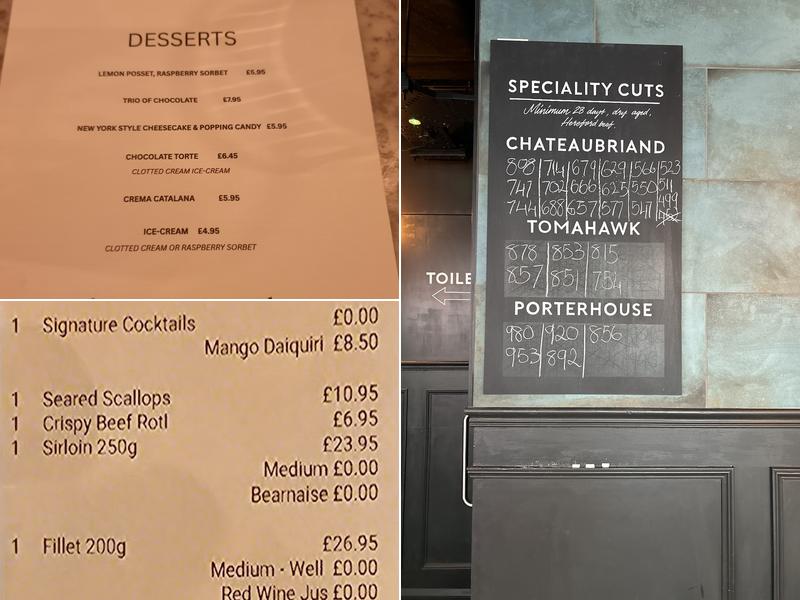 DESSERTS
LEMON POSSET, RASPBERRY SORBET £5.95
TRIO OF CHOCOLATE £7.95
NEW YORK STYLE CHEESECAKE & POPPING CANDY £5.95
CHOCOLATE TORTE £6.45
CLOTTED CREAM ICE-CREAM
CREMA CATALANA £5.95
ICE-CREAM £4.95
CLOTTED CREAM OR RASPBERRY SORBET
1 Signature Cocktails £0.00
Mango Daiquiri £8.50
1 Seared Scallops £10.95
1 Crispy Beef Rotl £6.95
1 Sirloin 250g £23.95
Medium £0.00
Bearnaise £0.00
1 Fillet 200g £26.95
Medium - Well £0.00
Red Wine Jus £0.00
TOILE
SPECIALITY CUTS
Minimum 28 days, dry aged,
Hereford beef.
CHATEAUBRIAND
898 714 679 629 566 523
747 702 666 625 550 511
744 688 657 577 547 499
TOMAHAWK
878 853 815
857 851 754
PORTERHOUSE
980 920 856
953 892